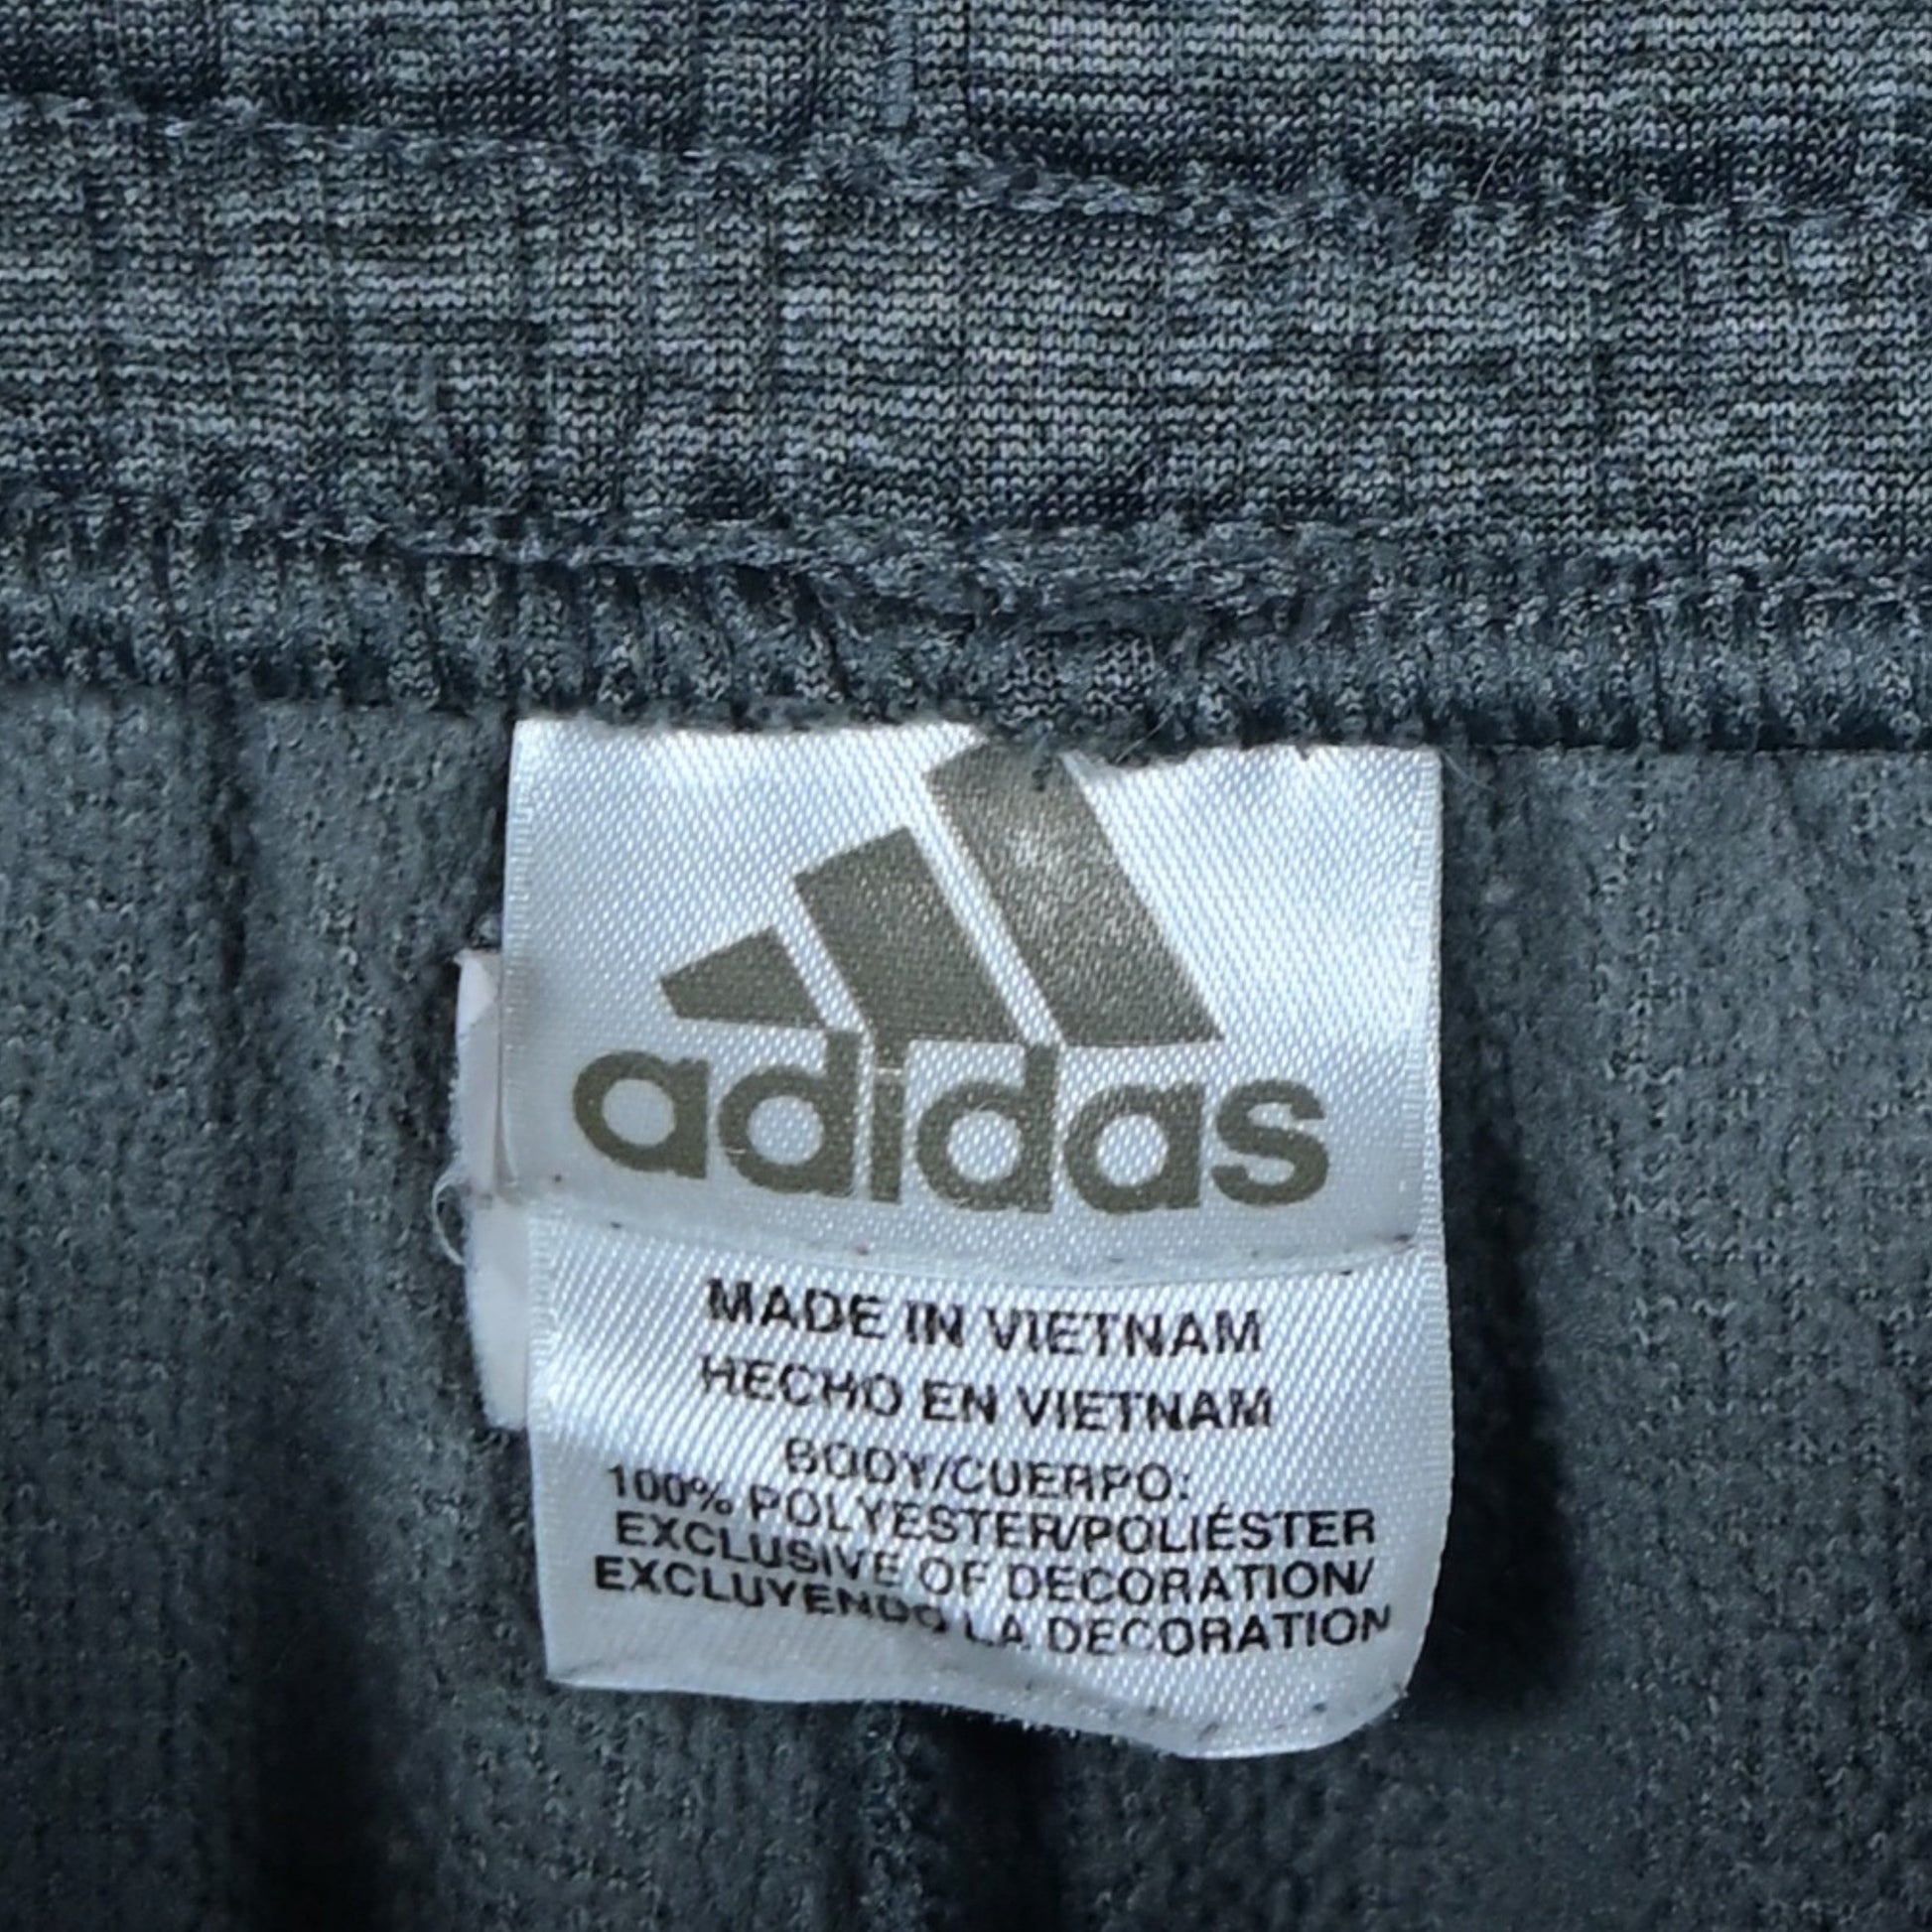 adidas
MADE IN VIETNAM
HECHO EN VIETNAM
BODY/CUERPO:
100% POLYESTER/POLIÉSTER
EXCLUSIVE OF DECORATION/
EXCLUYENDO LA DECORATION